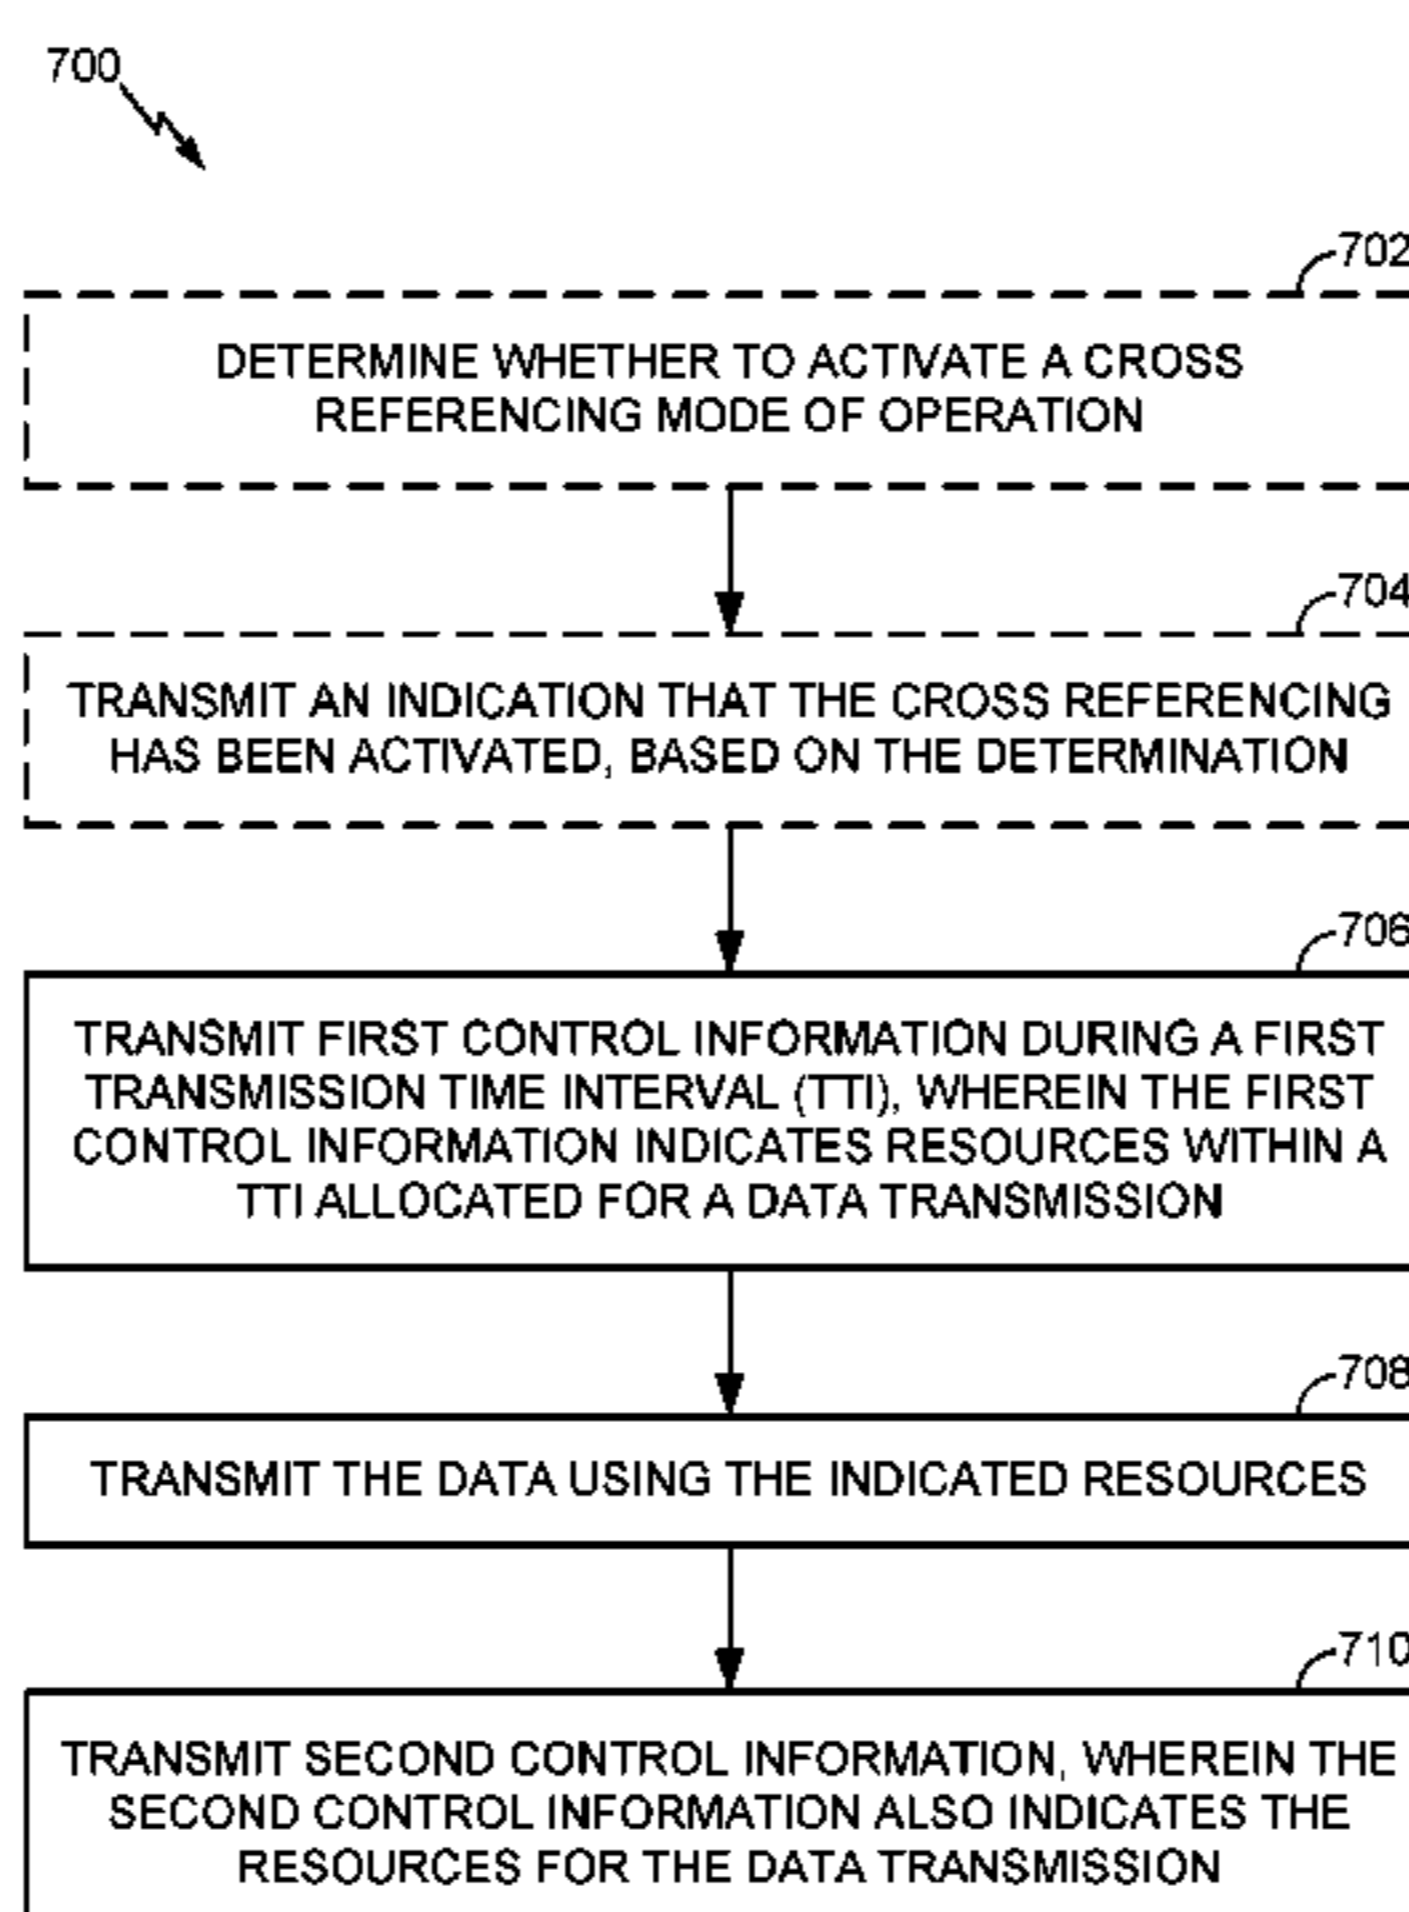 700
702
DETERMINE WHETHER TO ACTIVATE A CROSS
REFERENCING MODE OF OPERATION
704
TRANSMIT AN INDICATION THAT THE CROSS REFERENCING
HAS BEEN ACTIVATED, BASED ON THE DETERMINATION
706
TRANSMIT FIRST CONTROL INFORMATION DURING A FIRST
TRANSMISSION TIME INTERVAL (TTI), WHEREIN THE FIRST
CONTROL INFORMATION INDICATES RESOURCES WITHIN A
TTI ALLOCATED FOR A DATA TRANSMISSION
708
TRANSMIT THE DATA USING THE INDICATED RESOURCES
710
TRANSMIT SECOND CONTROL INFORMATION, WHEREIN THE
SECOND CONTROL INFORMATION ALSO INDICATES THE
RESOURCES FOR THE DATA TRANSMISSION